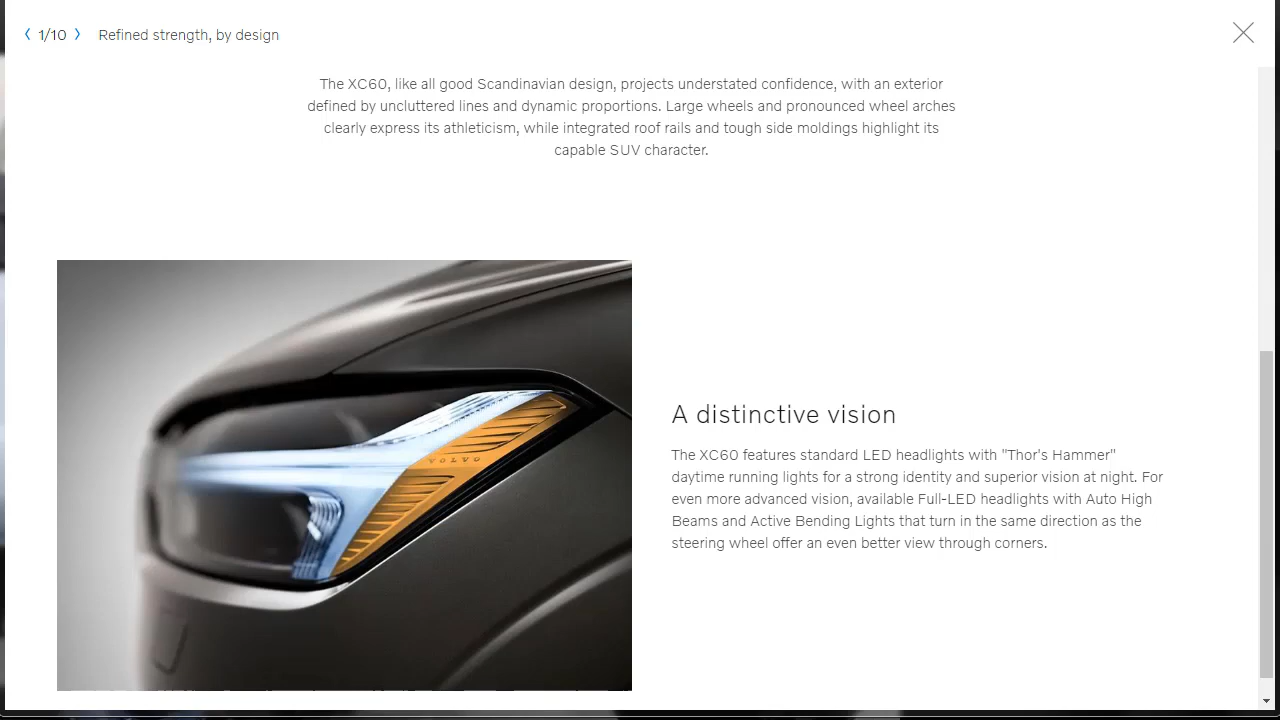 1/10 Refined strength, by design
The XC60, like all good Scandinavian design, projects understated confidence, with an exterior
defined by uncluttered lines and dynamic proportions. Large wheels and pronounced wheel arches
clearly express its athleticism, while integrated roof rails and tough side moldings highlight its
capable SUV character.
VOLVO
A distinctive vision
The XC60 features standard LED headlights with "Thor's Hammer"
daytime running lights for a strong identity and superior vision at night. For
even more advanced vision, available Full-LED headlights with Auto High
Beams and Active Bending Lights that turn in the same direction as the
steering wheel offer an even better view through corners.